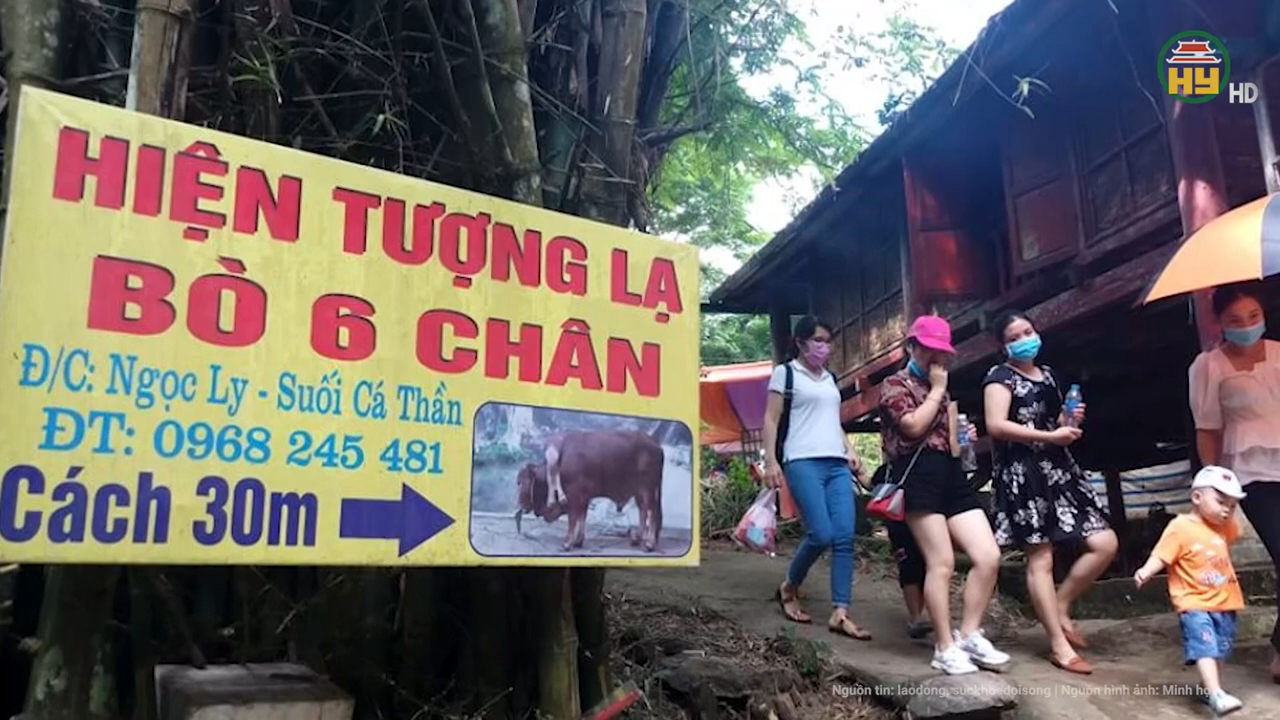 HIỆN TƯỢNG LẠ
BÒ 6 CHÂN
Đ/C: Ngọc Ly - Suối Cá Thần
ĐT: 0968 245 481
Cách 30m
HY HD
Nguồn tin: laodong, suckhoedoisong | Nguồn hình ảnh: Minh họa